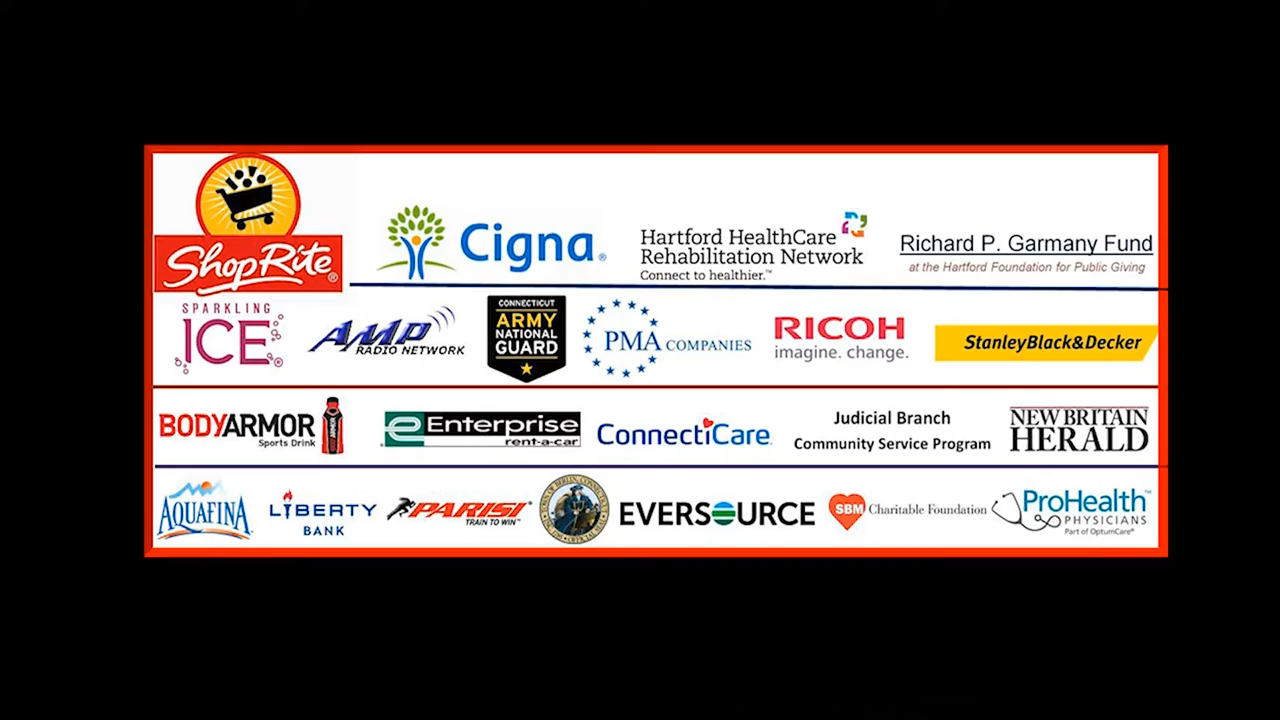 ShopRite®
Cigna®
Hartford HealthCare
Rehabilitation Network
Connect to healthier.™
Richard P. Garmany Fund
at the Hartford Foundation for Public Giving
SPARKLING
ICE®
AMP
RADIO NETWORK
CONNECTICUT
ARMY
NATIONAL
GUARD
PMA COMPANIES
RICOH
imagine. change.
StanleyBlack&Decker
BODYARMOR
Sports Drink
Enterprise
rent-a-car
ConnectiCare
Judicial Branch
Community Service Program
NEW BRITAIN
HERALD
AQUAFINA
LIBERTY
BANK
PARISI
TRAIN TO WIN™
EVERSOURCE
SBM Charitable Foundation
ProHealth™
PHYSICIANS
Part of OptumCare®